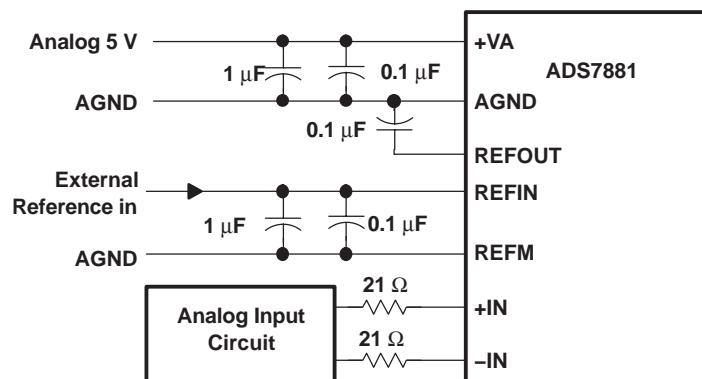 Analog 5 V
+VA
1 µF
0.1 µF
ADS7881
AGND
AGND
0.1 µF
REFOUT
External
Reference in
REFIN
1 µF
0.1 µF
AGND
REFM
21 Ω
+IN
Analog Input
Circuit
21 Ω
−IN